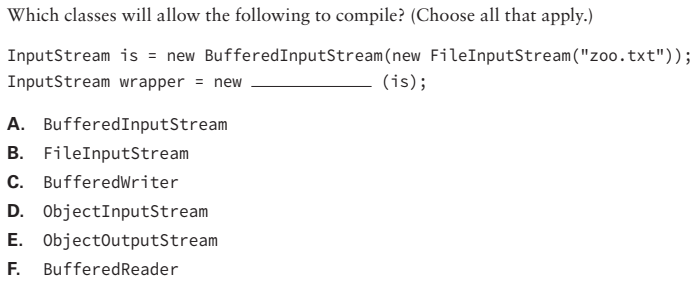 Which classes will allow the following to compile? (Choose all that apply.)
InputStream is = new BufferedInputStream(new FileInputStream("zoo.txt"));
InputStream wrapper = new ____________ (is);
A. BufferedInputStream
B. FileInputStream
C. BufferedWriter
D. ObjectInputStream
E. ObjectOutputStream
F. BufferedReader